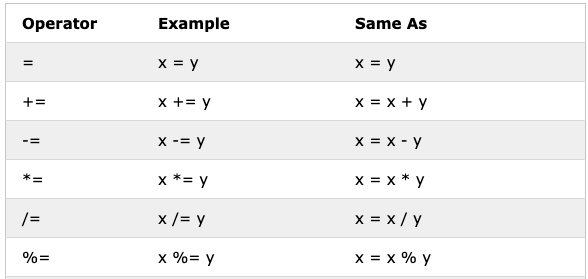 Operator Example Same As
= x = y x = y
+= x += y x = x + y
-= x -= y x = x - y
*= x *= y x = x * y
/= x /= y x = x / y
%= x %= y x = x % y